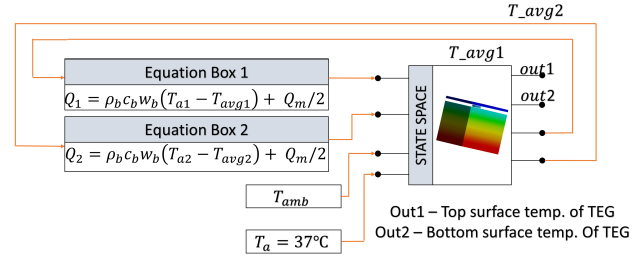 T_avg2
T_avg1
Equation Box 1
Q₁ = ρ_b c_b w_b(T_a1 − T_avg1) + Q_m/2
Equation Box 2
Q₂ = ρ_b c_b w_b(T_a2 − T_avg2) + Q_m/2
STATE SPACE
out1
out2
T_amb
T_a = 37℃
Out1 – Top surface temp. of TEG
Out2 – Bottom surface temp. Of TEG